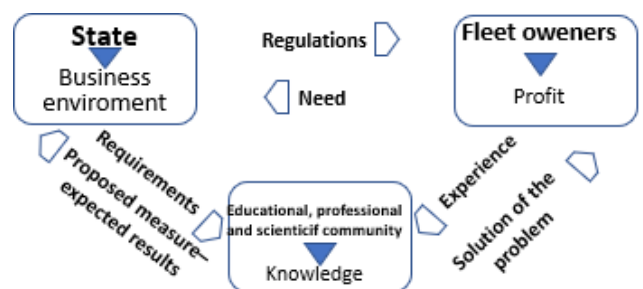 State
Business
enviroment
Regulations
Need
Fleet oweners
Profit
Requirements
Proposed measure–
expected results
Educational, professional
and scienticif community
Knowledge
Experience
Solution of the
problem